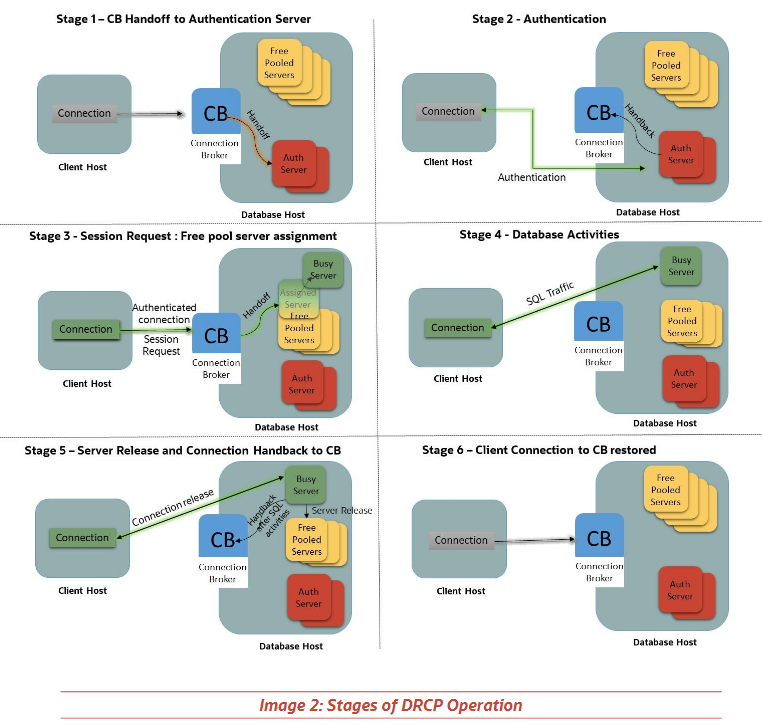 Stage 1 – CB Handoff to Authentication Server
Free
Pooled
Servers
Connection
CB
Handoff
Connection
Broker
Auth
Server
Client Host
Database Host
Stage 2 - Authentication
Free
Pooled
Servers
Connection
CB
Handback
Connection
Broker
Auth
Server
Client Host
Authentication
Database Host
Stage 3 - Session Request : Free pool server assignment
Busy
Server
Assigned
Server
Handoff
Authenticated
connection
Free
Pooled
Servers
Connection
CB
Session
Request
Connection
Broker
Auth
Server
Client Host
Database Host
Stage 4 - Database Activities
Busy
Server
SQL Traffic
Free
Pooled
Servers
Connection
CB
Connection
Broker
Auth
Server
Client Host
Database Host
Stage 5 – Server Release and Connection Handback to CB
Busy
Server
Connection release
Handback
after SQL
activities
Server Release
Free
Pooled
Servers
Connection
CB
Connection
Broker
Auth
Server
Client Host
Database Host
Stage 6 – Client Connection to CB restored
Free
Pooled
Servers
Connection
CB
Connection
Broker
Auth
Server
Client Host
Database Host
Image 2: Stages of DRCP Operation